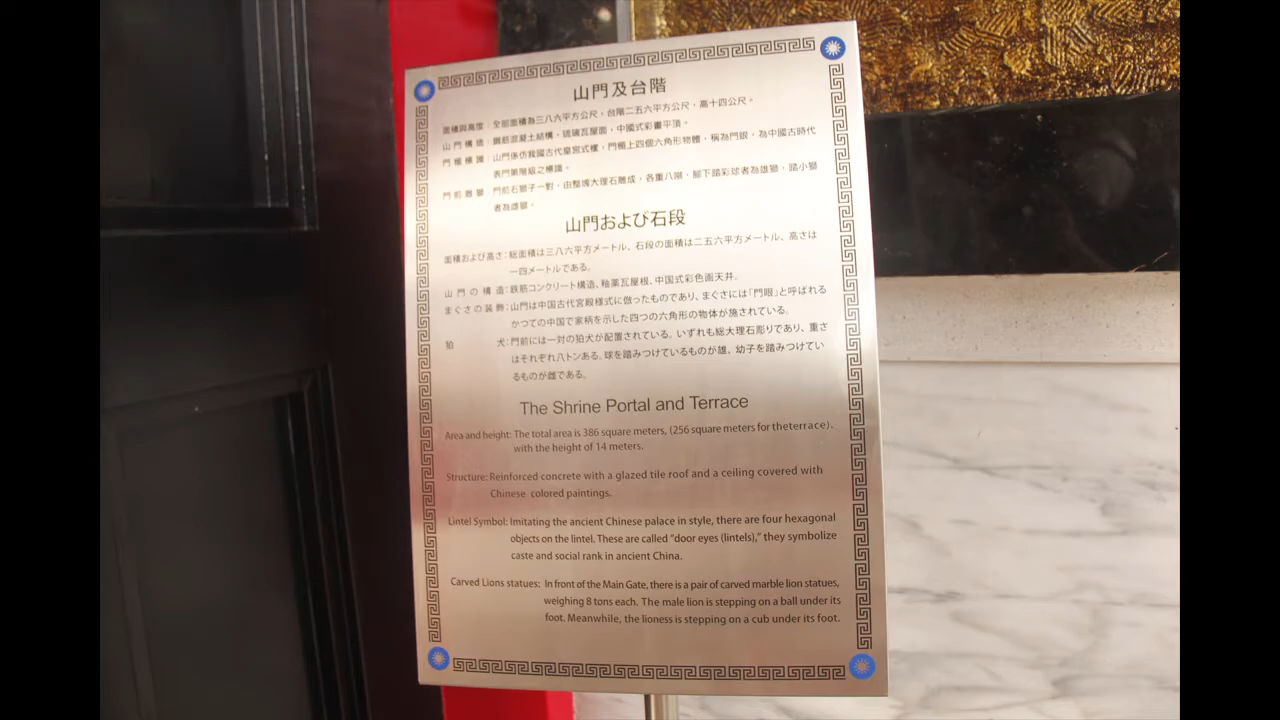 山門及台階
面積與高度：全部面積為三八六平方公尺，台階二五六平方公尺，高十四公尺。
山門構造：鋼筋混凝土結構，琉璃瓦屋面，中國式彩畫平頂。
門楣標識：山門係仿我國古代皇宮式樣，門楣上四個六角形物體，稱為門眼，為中國古時代
表門第階級之標識。
門前雕獅：門前石獅子一對，由整塊大理石雕成，各重八噸，腳下踏彩球者為雄獅，踏小獅
者為雌獅。
山門および石段
面積および高さ：総面積は三八六平方メートル、石段の面積は二五六平方メートル、高さは
一四メートルである。
山門の構造：鉄筋コンクリート構造、釉薬瓦屋根、中国式彩色画天井。
まぐさの装飾：山門は中国古代宮殿様式に倣ったものであり、まぐさには「門眼」と呼ばれる
かつての中国で家柄を示した四つの六角形の物体が施されている。
狛犬：門前には一対の狛犬が配置されている。いずれも総大理石彫りであり、重さ
はそれぞれ八トンある。球を踏みつけているものが雄、幼子を踏みつけてい
るものが雌である。
The Shrine Portal and Terrace
Area and height: The total area is 386 square meters, (256 square meters for theterrace).
with the height of 14 meters.
Structure: Reinforced concrete with a glazed tile roof and a ceiling covered with
Chinese colored paintings.
Lintel Symbol: Imitating the ancient Chinese palace in style, there are four hexagonal
objects on the lintel. These are called “door eyes (lintels),” they symbolize
caste and social rank in ancient China.
Carved Lions statues: In front of the Main Gate, there is a pair of carved marble lion statues,
weighing 8 tons each. The male lion is stepping on a ball under its
foot. Meanwhile, the lioness is stepping on a cub under its foot.